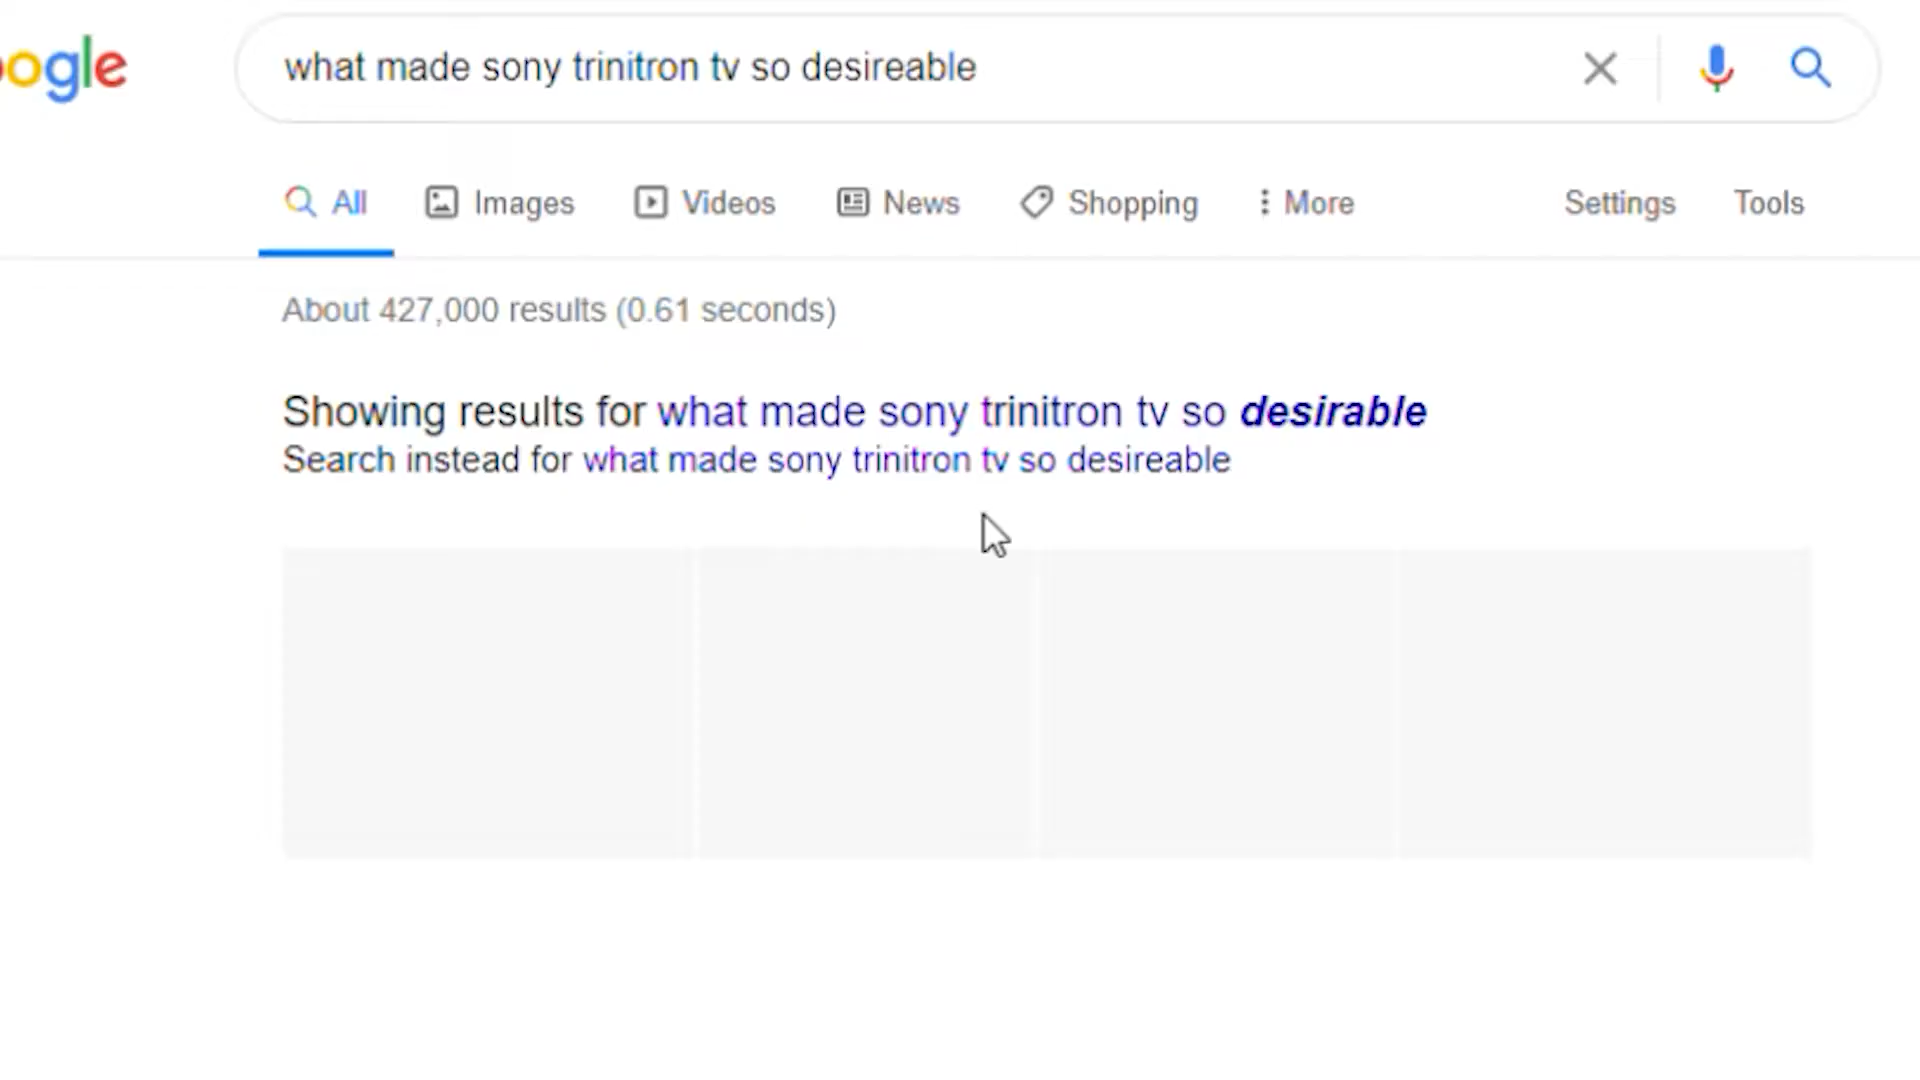 ogle
what made sony trinitron tv so desireable
All Images Videos News Shopping More Settings Tools
About 427,000 results (0.61 seconds)
Showing results for what made sony trinitron tv so desirable
Search instead for what made sony trinitron tv so desireable